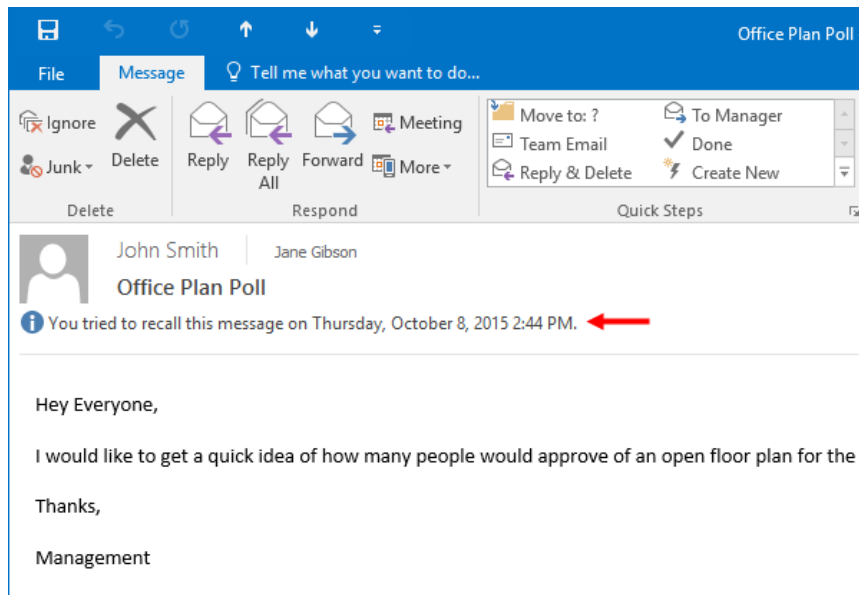 Office Plan Poll
File Message Tell me what you want to do...
Ignore
Junk
Delete
Reply
Reply All
Forward
Meeting
More
Move to: ?
Team Email
Reply & Delete
To Manager
Done
Create New
Delete Respond Quick Steps
John Smith Jane Gibson
Office Plan Poll
You tried to recall this message on Thursday, October 8, 2015 2:44 PM.
Hey Everyone,
I would like to get a quick idea of how many people would approve of an open floor plan for the
Thanks,
Management